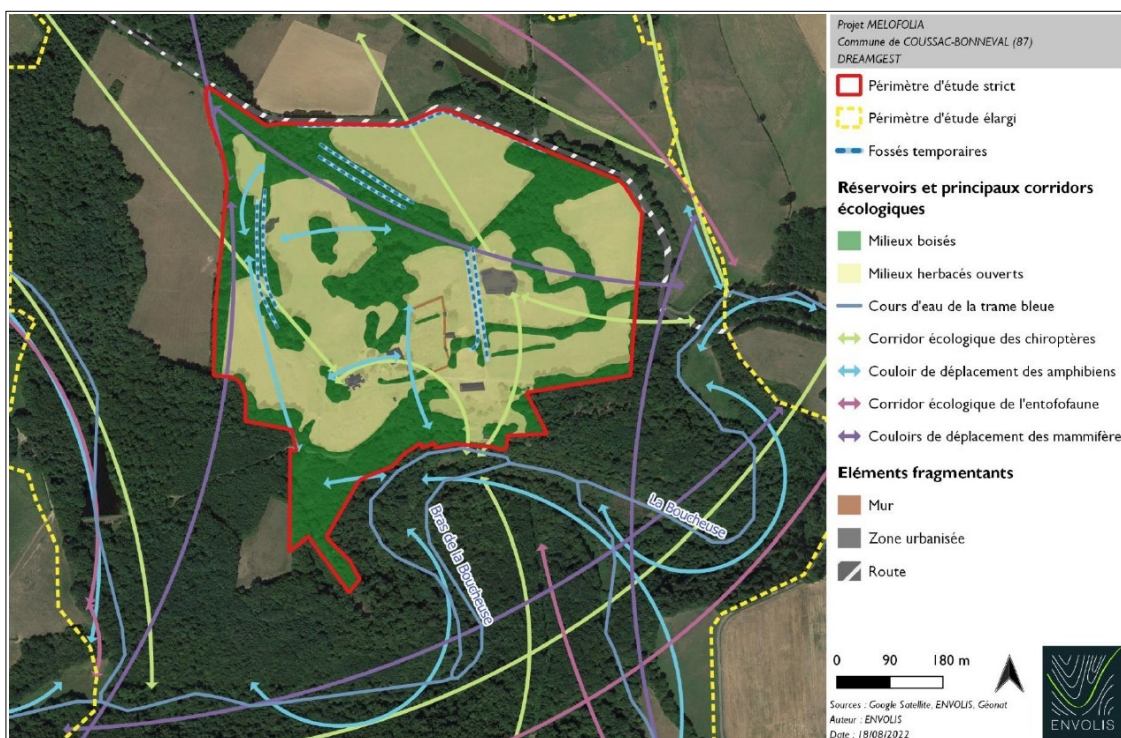 Projet MELOFOLIA
Commune de COUSSAC-BONNEVAL (87)
DREAMGEST
Périmètre d'étude strict
Périmètre d'étude élargi
Fossés temporaires
Réservoirs et principaux corridors
écologiques
Milieux boisés
Milieux herbacés ouverts
Cours d'eau de la trame bleue
Corridor écologique des chiroptères
Couloir de déplacement des amphibiens
Corridor écologique de l'entofofaune
Couloirs de déplacement des mammifère
Eléments fragmentants
Mur
Zone urbanisée
Route
0 90 180 m
Sources : Google Satellite, ENVOLIS, Géonat
Auteur : ENVOLIS
Date : 18/08/2022
ENVOLIS
La Boucheuse
Bras de la Boucheuse